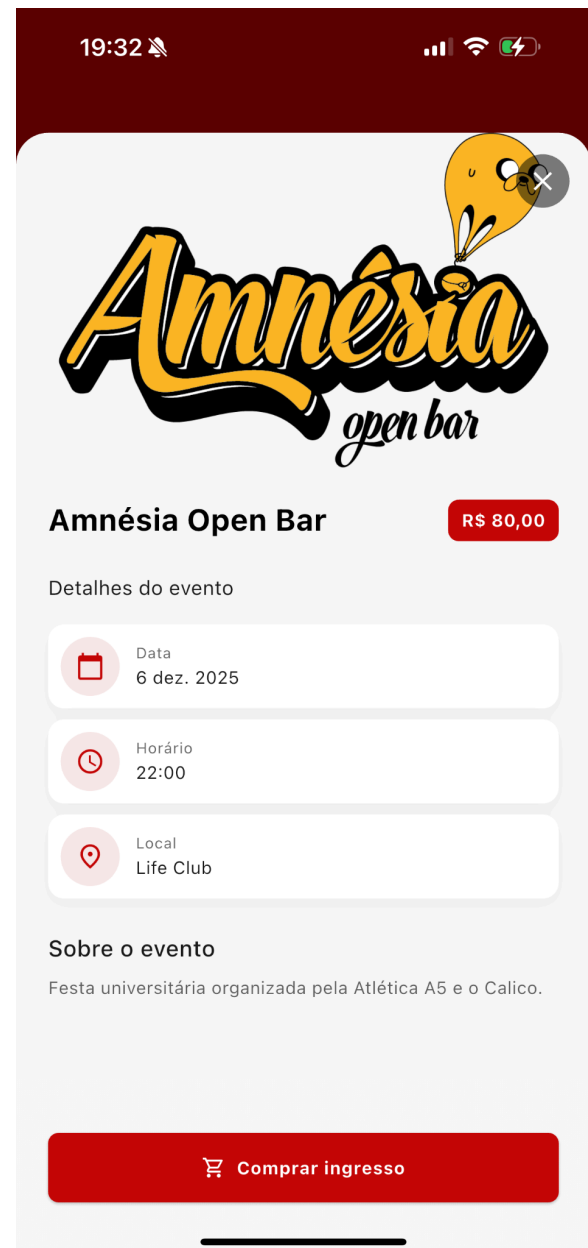 19:32
Amnésia
open bar
Amnésia Open Bar
R$ 80,00
Detalhes do evento
Data
6 dez. 2025
Horário
22:00
Local
Life Club
Sobre o evento
Festa universitária organizada pela Atlética A5 e o Calico.
Comprar ingresso